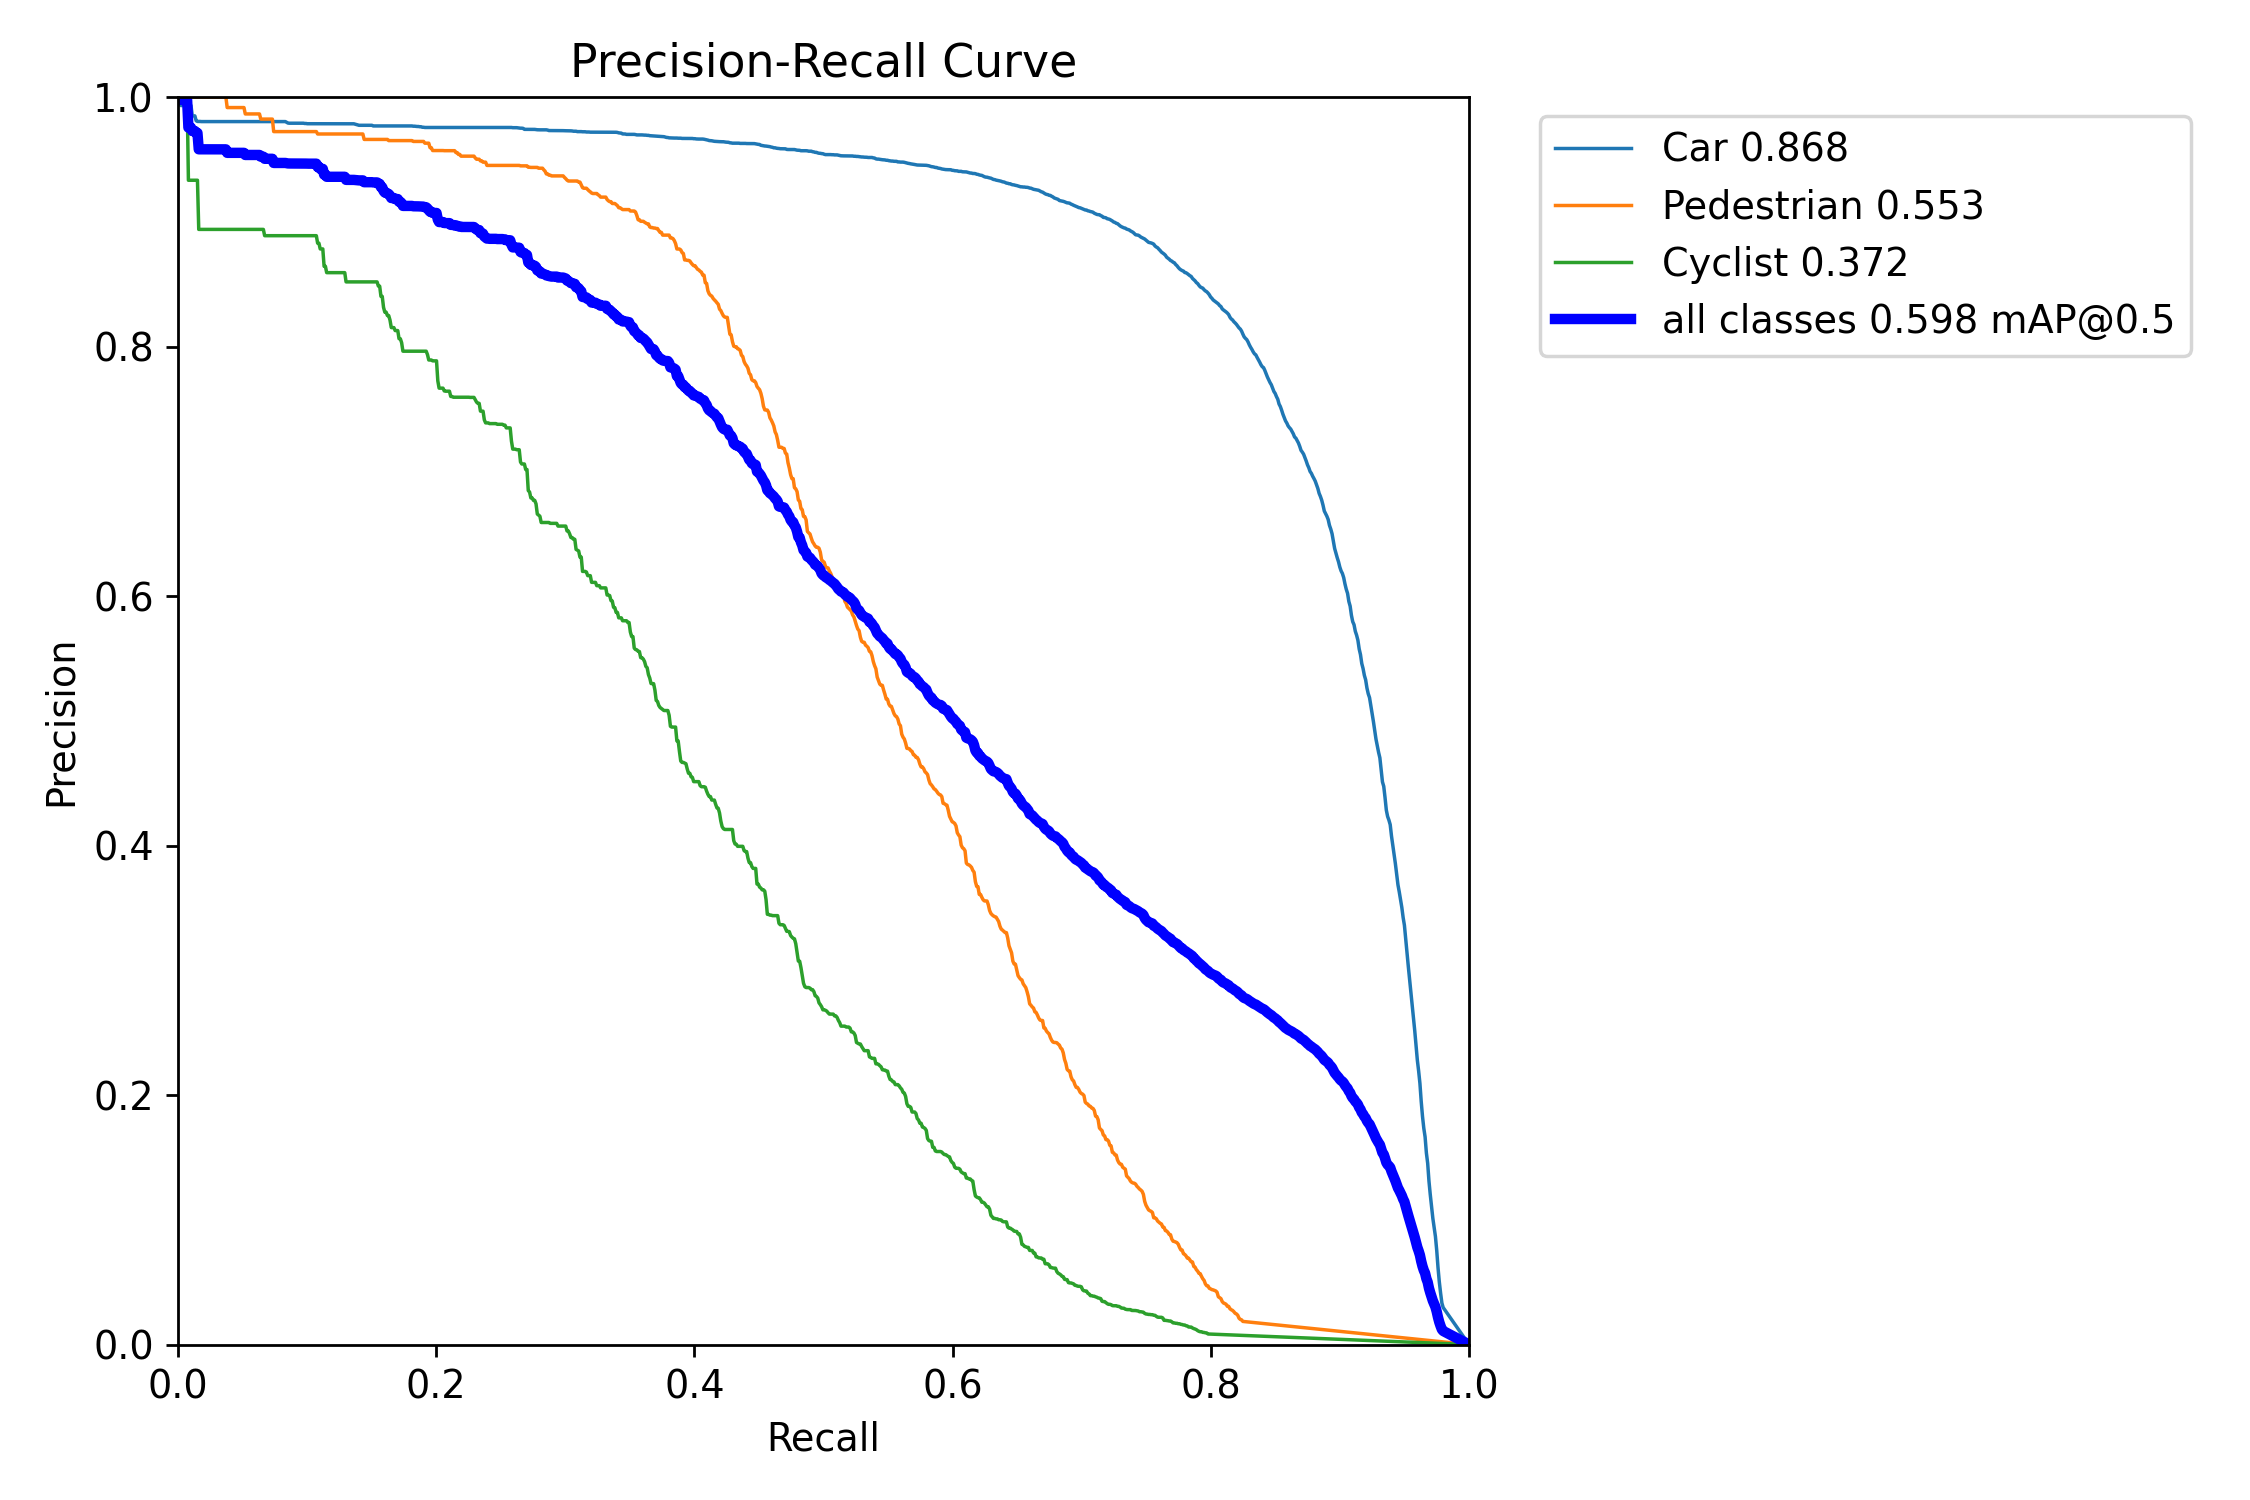 Precision-Recall Curve
1.0
0.8
0.6
0.4
0.2
0.0
Precision
0.0 0.2 0.4 0.6 0.8 1.0
Recall
Car 0.868
Pedestrian 0.553
Cyclist 0.372
all classes 0.598 mAP@0.5